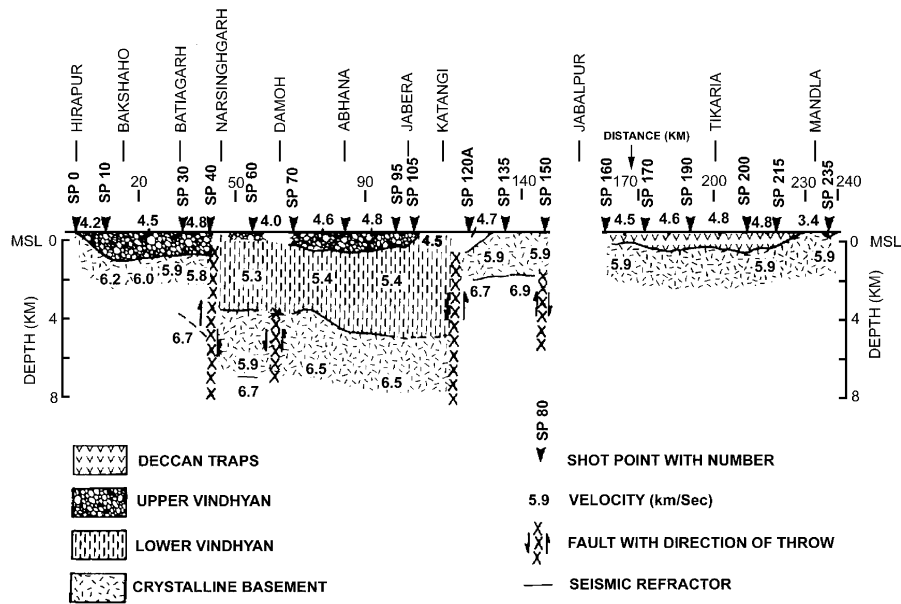 HIRAPUR
BAKSHAHO
BATIAGARH
NARSINGHGARH
DAMOH
ABHANA
JABERA
KATANGI
JABALPUR
TIKARIA
MANDLA
DISTANCE (KM)
SP 0
SP 10
20
SP 30
SP 40
50
SP 60
SP 70
90
SP 95
SP 105
SP 120A
SP 135
140
SP 150
SP 160
170
SP 170
SP 190
200
SP 200
SP 215
230
SP 235
240
4.2 4.5 4.8 4.0 4.6 4.8 4.5 4.7 4.5 4.6 4.8 4.8 3.4
MSL 0
0 MSL
6.2 6.0 5.9 5.8 5.3 5.4 5.4 5.9 5.9 5.9 5.9 5.9
6.7 6.9
4
4
6.7
5.9 6.5 6.5
6.7
8
8
DEPTH (KM)
DEPTH (KM)
SP 80
DECCAN TRAPS
SHOT POINT WITH NUMBER
UPPER VINDHYAN
5.9 VELOCITY (km/Sec)
LOWER VINDHYAN
FAULT WITH DIRECTION OF THROW
CRYSTALLINE BASEMENT
SEISMIC REFRACTOR